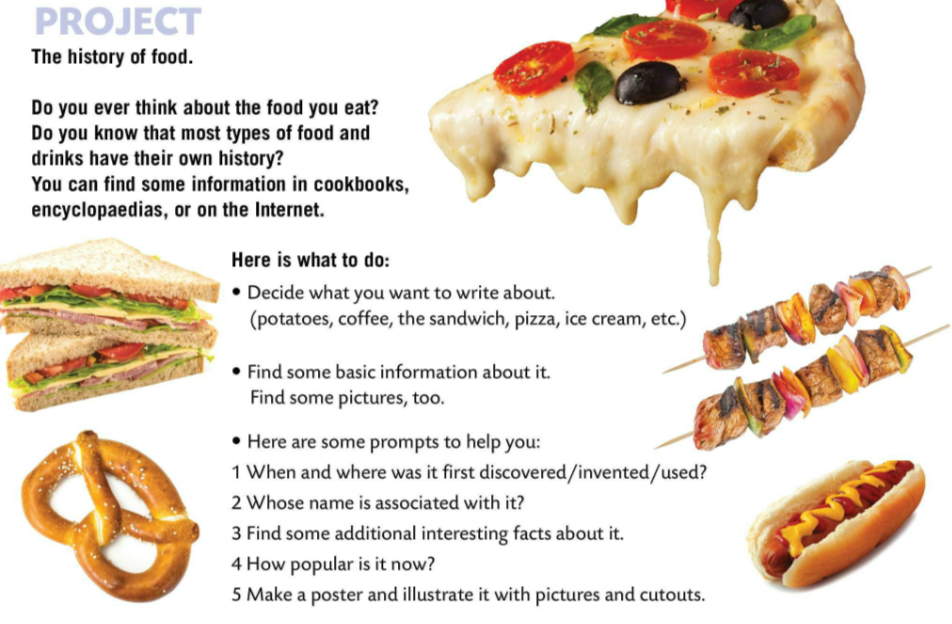 PROJECT
The history of food.
Do you ever think about the food you eat?
Do you know that most types of food and
drinks have their own history?
You can find some information in cookbooks,
encyclopaedias, or on the Internet.
Here is what to do:
• Decide what you want to write about.
(potatoes, coffee, the sandwich, pizza, ice cream, etc.)
• Find some basic information about it.
Find some pictures, too.
• Here are some prompts to help you:
1 When and where was it first discovered/invented/used?
2 Whose name is associated with it?
3 Find some additional interesting facts about it.
4 How popular is it now?
5 Make a poster and illustrate it with pictures and cutouts.